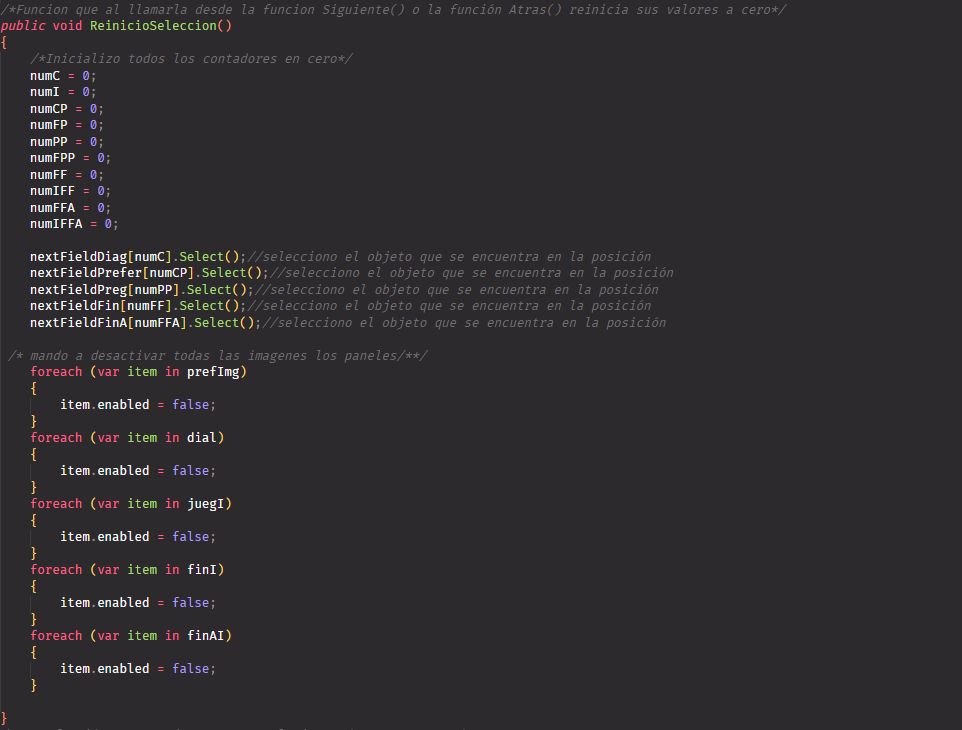 /*Funcion que al llamarla desde la funcion Siguiente() o la función Atras() reinicia sus valores a cero*/
public void ReinicioSeleccion()
{
    /*Inicializo todos los contadores en cero*/
    numC = 0;
    numI = 0;
    numCP = 0;
    numFP = 0;
    numPP = 0;
    numFPP = 0;
    numFF = 0;
    numIFF = 0;
    numFFA = 0;
    numIFFA = 0;

    nextFieldDiag[numC].Select();//selecciono el objeto que se encuentra en la posición
    nextFieldPrefer[numCP].Select();//selecciono el objeto que se encuentra en la posición
    nextFieldPreg[numPP].Select();//selecciono el objeto que se encuentra en la posición
    nextFieldFin[numFF].Select();//selecciono el objeto que se encuentra en la posición
    nextFieldFinA[numFFA].Select();//selecciono el objeto que se encuentra en la posición

 /* mando a desactivar todas las imagenes los paneles/**/
    foreach (var item in prefImg)
    {
        item.enabled = false;
    }
    foreach (var item in dial)
    {
        item.enabled = false;
    }
    foreach (var item in juegI)
    {
        item.enabled = false;
    }
    foreach (var item in finI)
    {
        item.enabled = false;
    }
    foreach (var item in finAI)
    {
        item.enabled = false;
    }

}